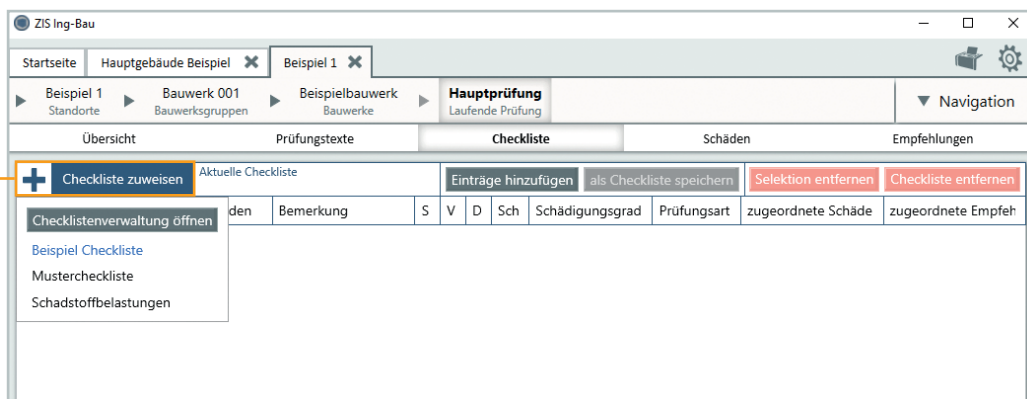 ZIS Ing-Bau
Startseite Hauptgebäude Beispiel Beispiel 1
Beispiel 1 Bauwerk 001 Beispielbauwerk Hauptprüfung
Standorte Bauwerksgruppen Bauwerke Laufende Prüfung
Navigation
Übersicht Prüfungstexte Checkliste Schäden Empfehlungen
Checkliste zuweisen Aktuelle Checkliste Einträge hinzufügen als Checkliste speichern Selektion entfernen Checkliste entfernen
den Bemerkung S V D Sch Schädigungsgrad Prüfungsart zugeordnete Schäde zugeordnete Empfeh
Checklistenverwaltung öffnen
Beispiel Checkliste
Mustercheckliste
Schadstoffbelastungen